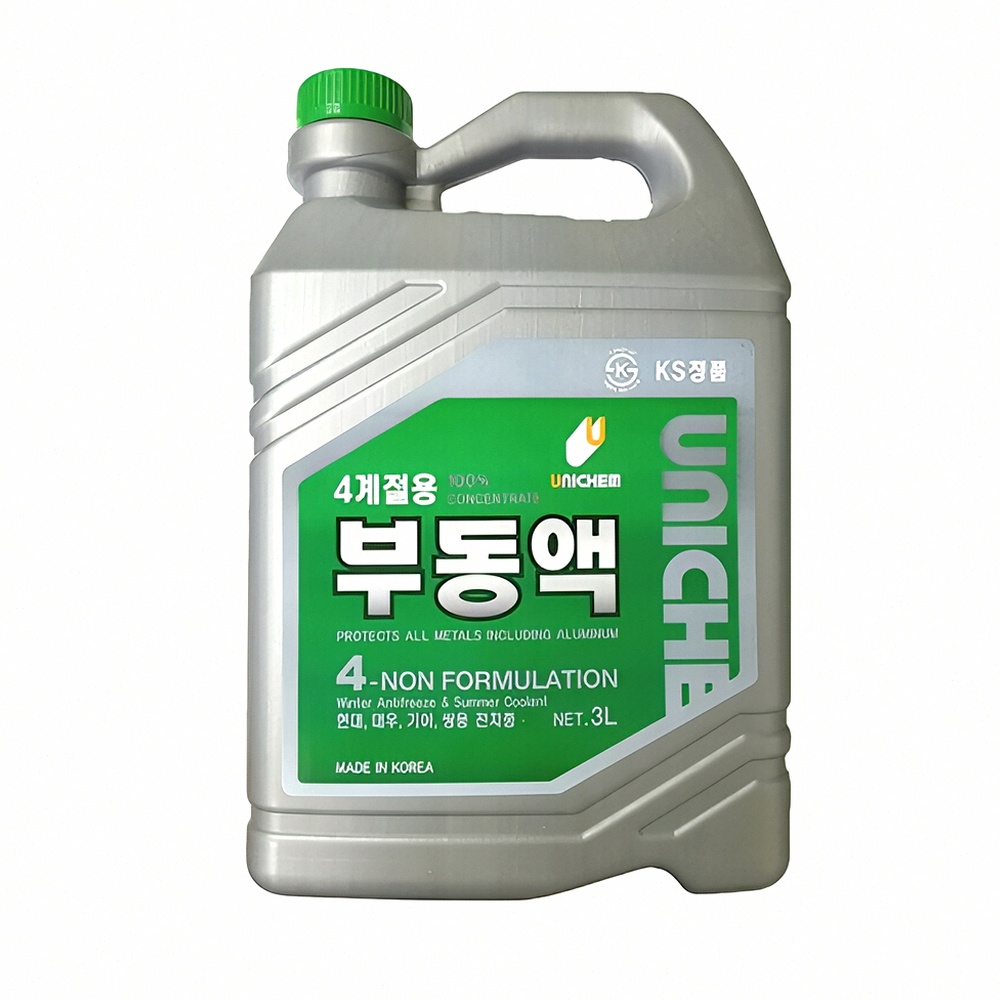 KS정품
UNICHEM
4계절용
100%
CONCENTRATE
부동액
PROTECTS ALL METALS INCLUDING ALUMINUM
4-NON FORMULATION
Winter Antifreeze & Summer Coolant
현대, 대우, 기아, 쌍용 전차종
NET.3L
MADE IN KOREA
UNICHE